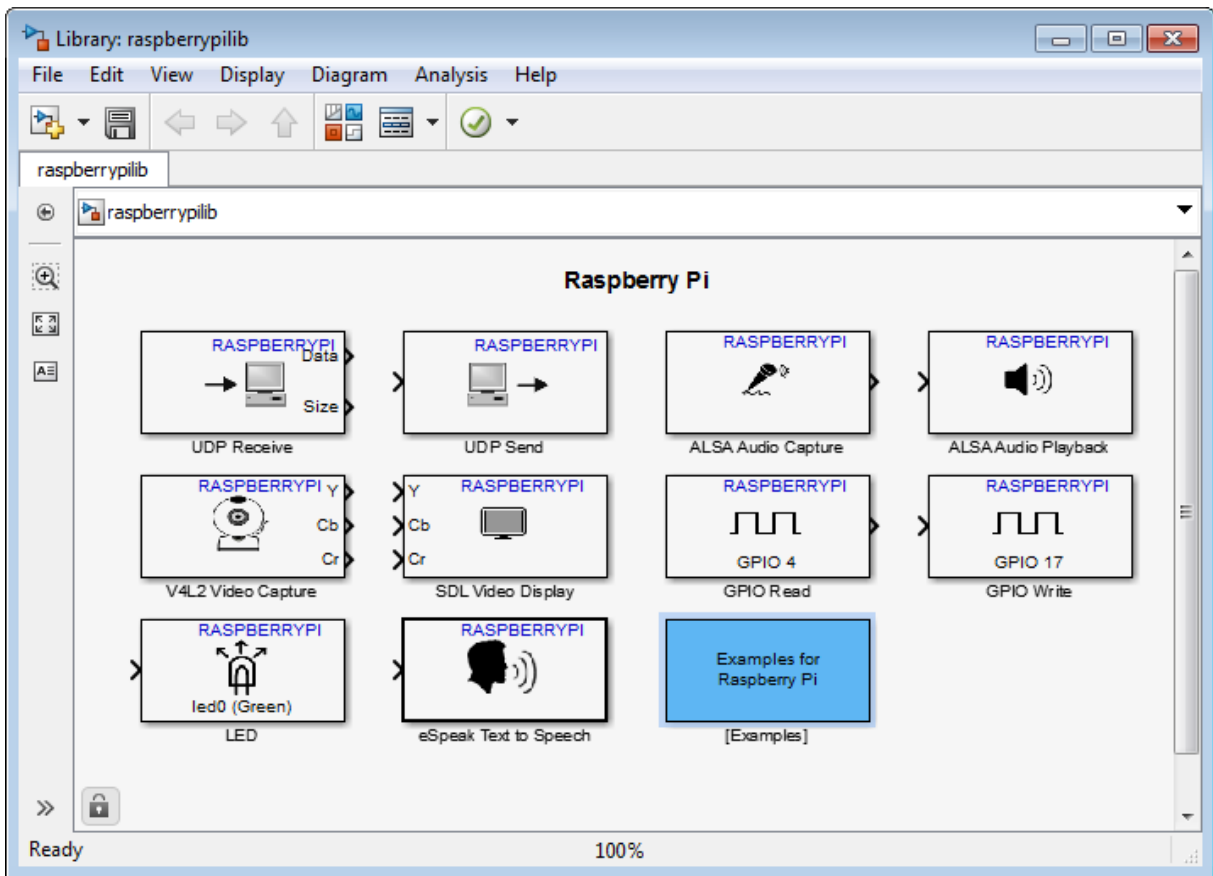 Library: raspberrypilib
File Edit View Display Diagram Analysis Help
raspberrypilib
raspberrypilib
Raspberry Pi
RASPBERRYPI
Data
Size
UDP Receive
RASPBERRYPI
UDP Send
RASPBERRYPI
ALSA Audio Capture
RASPBERRYPI
ALSA Audio Playback
RASPBERRYPI
Y
Cb
Cr
V4L2 Video Capture
RASPBERRYPI
Y
Cb
Cr
SDL Video Display
RASPBERRYPI
GPIO 4
GPIO Read
RASPBERRYPI
GPIO 17
GPIO Write
RASPBERRYPI
led0 (Green)
LED
RASPBERRYPI
eSpeak Text to Speech
Examples for
Raspberry Pi
[Examples]
Ready 100%